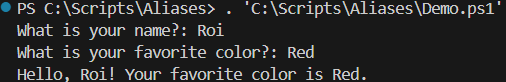 PS C:\Scripts\Aliases> . 'C:\Scripts\Aliases\Demo.ps1'
What is your name?: Roi
What is your favorite color?: Red
Hello, Roi! Your favorite color is Red.